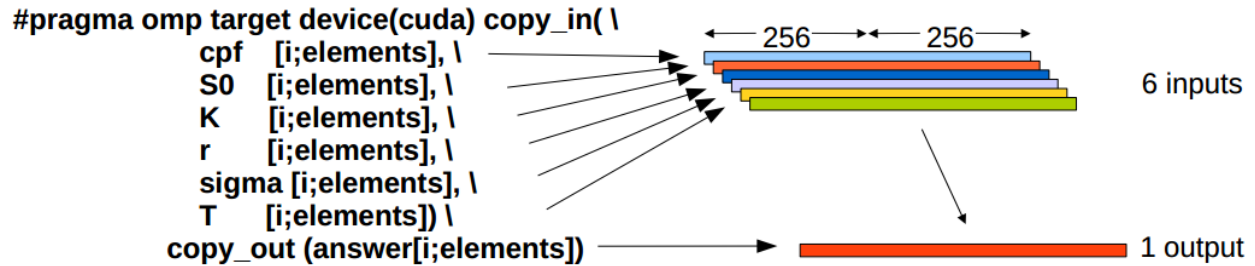 #pragma omp target device(cuda) copy_in( \
cpf [i;elements], \
S0 [i;elements], \
K [i;elements], \
r [i;elements], \
sigma [i;elements], \
T [i;elements]) \
copy_out (answer[i;elements])
256 256
6 inputs
1 output